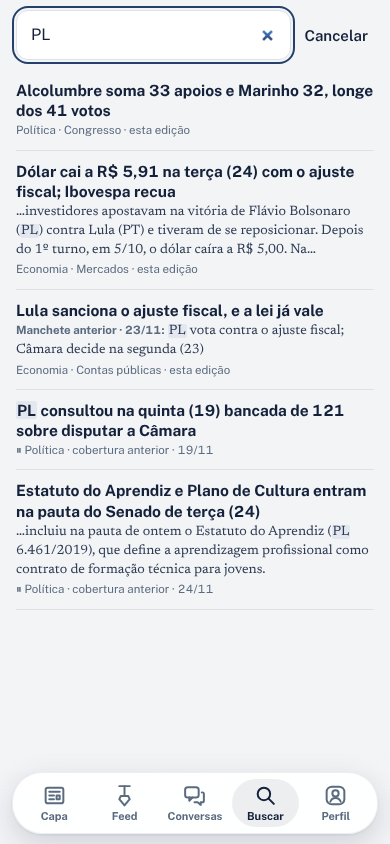 PL
Cancelar
Alcolumbre soma 33 apoios e Marinho 32, longe
dos 41 votos
Política · Congresso · esta edição
Dólar cai a R$ 5,91 na terça (24) com o ajuste
fiscal; Ibovespa recua
...investidores apostavam na vitória de Flávio Bolsonaro
(PL) contra Lula (PT) e tiveram de se reposicionar. Depois
do 1º turno, em 5/10, o dólar caíra a R$ 5,00. Na...
Economia · Mercados · esta edição
Lula sanciona o ajuste fiscal, e a lei já vale
Manchete anterior · 23/11: PL vota contra o ajuste fiscal;
Câmara decide na segunda (23)
Economia · Contas públicas · esta edição
PL consultou na quinta (19) bancada de 121
sobre disputar a Câmara
Política · cobertura anterior · 19/11
Estatuto do Aprendiz e Plano de Cultura entram
na pauta do Senado de terça (24)
...incluiu na pauta de ontem o Estatuto do Aprendiz (PL
6.461/2019), que define a aprendizagem profissional como
contrato de formação técnica para jovens.
Política · cobertura anterior · 24/11
Capa
Feed
Conversas
Buscar
Perfil